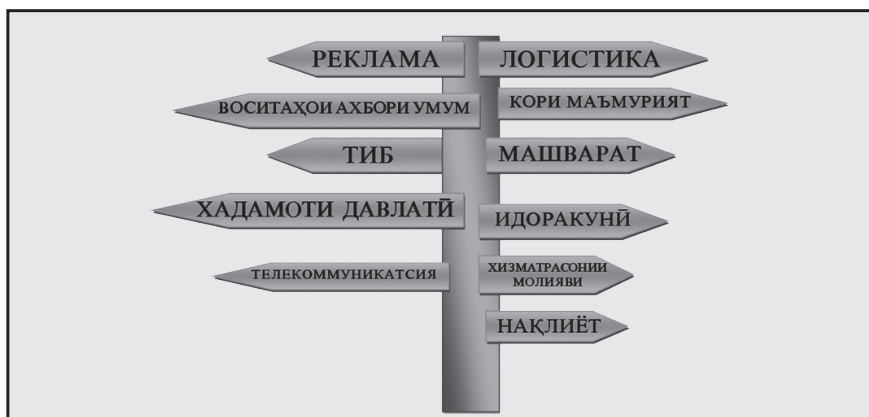 РЕКЛАМА
ЛОГИСТИКА
ВОСИТАҲОИ АХБОРИ УМУМ
КОРИ МАЪМУРИЯТ
ТИБ
МАШВАРАТ
ХАДАМОТИ ДАВЛАТӢ
ИДОРАКУНӢ
ТЕЛЕКОММУНИКАТСИЯ
ХИЗМАТРАСОНИИ
МОЛИЯВИ
НАҚЛИЁТ